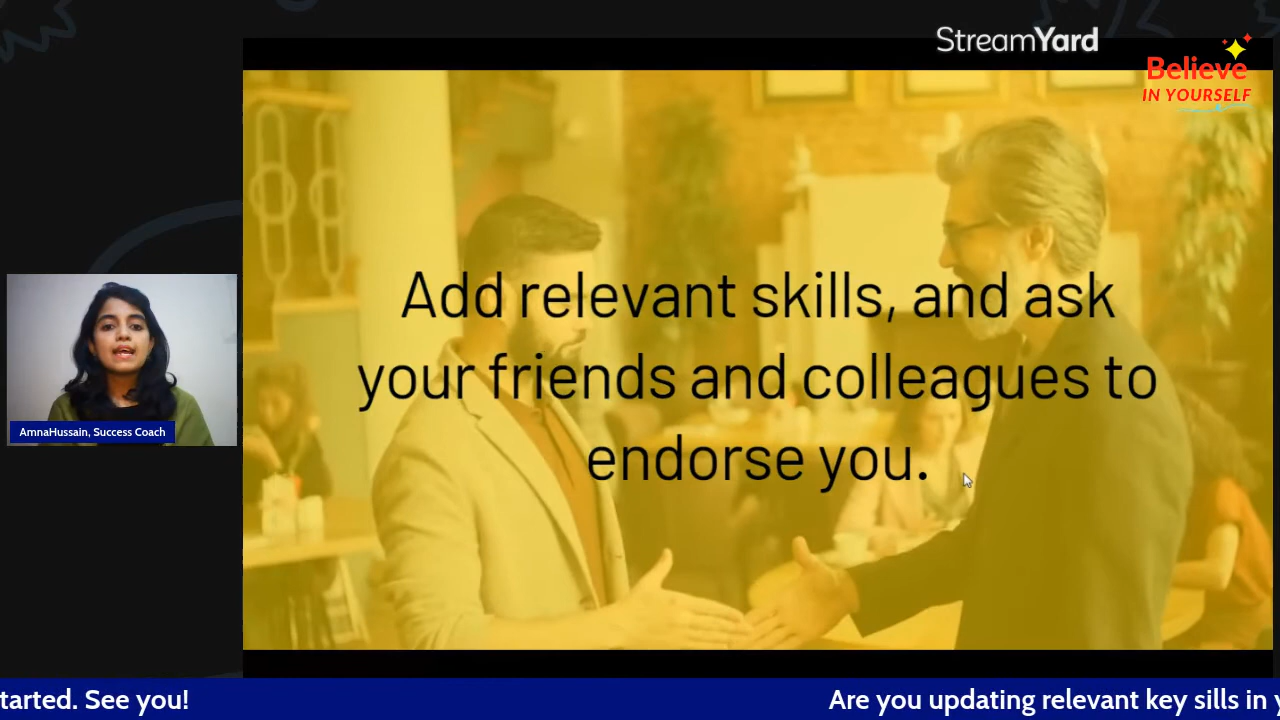 StreamYard
Believe
IN YOURSELF
Add relevant skills, and ask
your friends and colleagues to
endorse you.
AmnaHussain, Success Coach
tarted. See you!
Are you updating relevant key sills in y